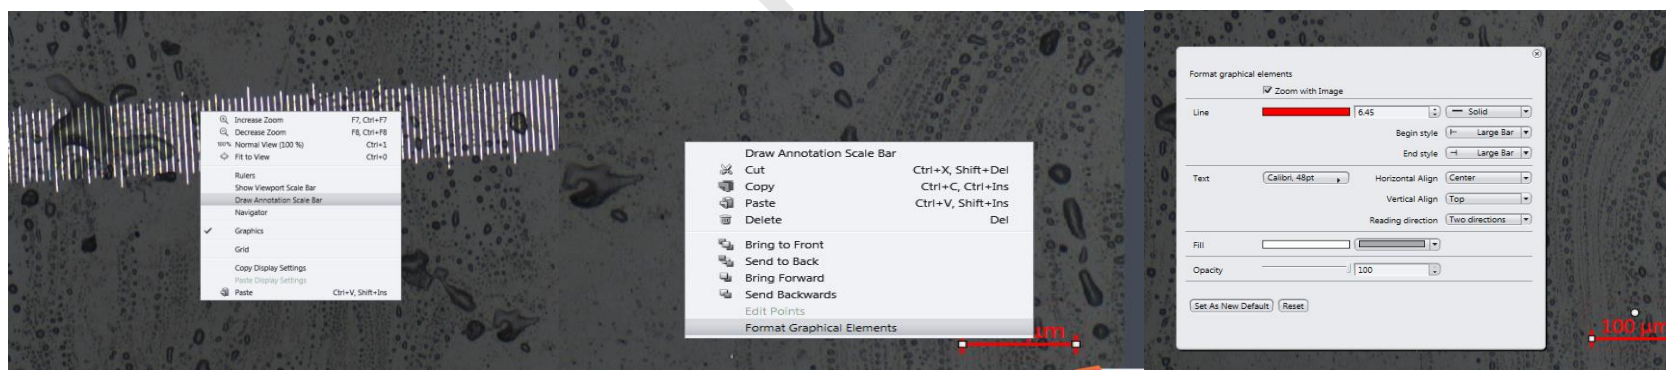 Increase Zoom F7, Ctrl+F7
Decrease Zoom F8, Ctrl+F8
100% Normal View (100 %) Ctrl+1
Fit to View Ctrl+0
Rulers
Show Viewport Scale Bar
Draw Annotation Scale Bar
Navigator
Graphics
Grid
Copy Display Settings
Paste Display Settings
Paste Ctrl+V, Shift+Ins
Draw Annotation Scale Bar
Cut Ctrl+X, Shift+Del
Copy Ctrl+C, Ctrl+Ins
Paste Ctrl+V, Shift+Ins
Delete Del
Bring to Front
Send to Back
Bring Forward
Send Backwards
Edit Points
Format Graphical Elements
µm
Format graphical elements
Zoom with Image
Line 6.45 Solid
Begin style Large Bar
End style Large Bar
Text Calibri, 48pt Horizontal Align Center
Vertical Align Top
Reading direction Two directions
Fill
Opacity 100
Set As New Default Reset
100 µm